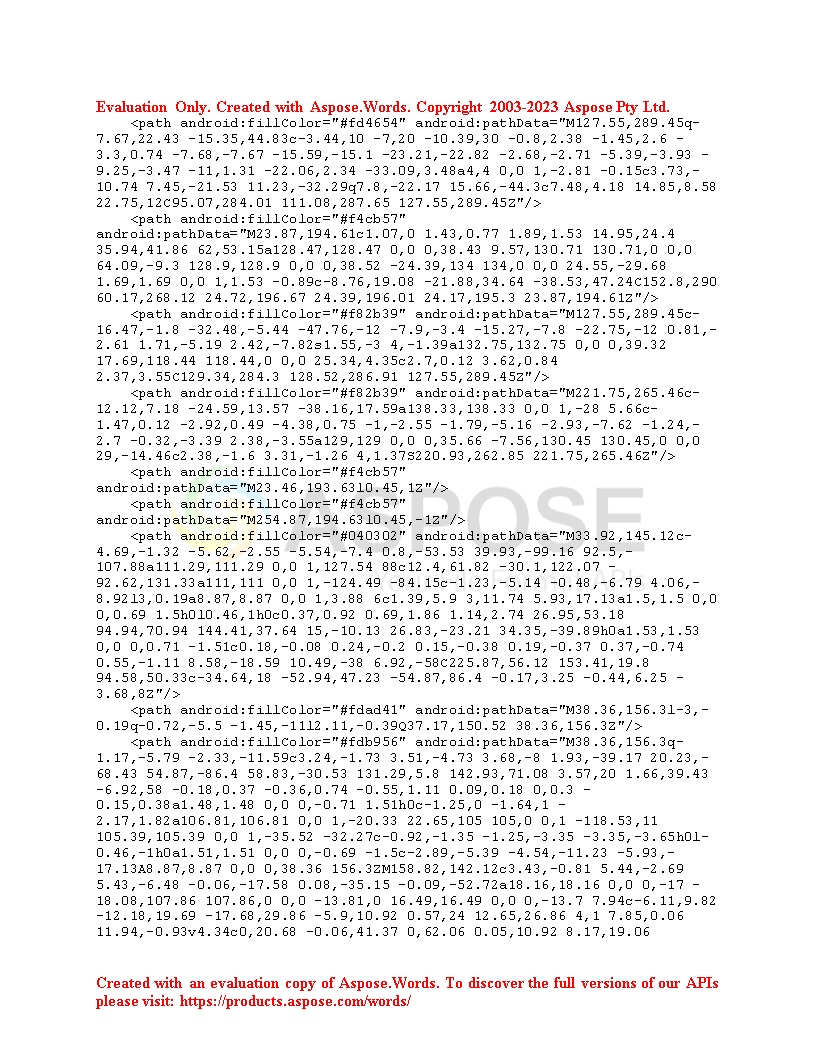 Evaluation Only. Created with Aspose.Words. Copyright 2003-2023 Aspose Pty Ltd.
<path android:fillColor="#fd4654" android:pathData="M127.55,289.45q-
7.67,22.43 -15.35,44.83c-3.44,10 -7,20 -10.39,30 -0.8,2.38 -1.45,2.6 -
3.3,0.74 -7.68,-7.67 -15.59,-15.1 -23.21,-22.82 -2.68,-2.71 -5.39,-3.93 -
9.25,-3.47 -11,1.31 -22.06,2.34 -33.09,3.48a4,4 0,0 1,-2.81 -0.15c3.73,-
10.74 7.45,-21.53 11.23,-32.29q7.8,-22.17 15.66,-44.3c7.48,4.18 14.85,8.58
22.75,12C95.07,284.01 111.08,287.65 127.55,289.45Z"/>
<path android:fillColor="#f4cb57"
android:pathData="M23.87,194.61c1.07,0 1.43,0.77 1.89,1.53 14.95,24.4
35.94,41.86 62,53.15a128.47,128.47 0,0 0,38.43 9.57,130.71 130.71,0 0,0
64.09,-9.3 128.9,128.9 0,0 0,38.52 -24.39,134 134,0 0,0 24.55,-29.68
1.69,1.69 0,0 1,1.53 -0.89c-8.76,19.08 -21.88,34.64 -38.53,47.24C152.8,290
60.17,268.12 24.72,196.67 24.39,196.01 24.17,195.3 23.87,194.61Z"/>
<path android:fillColor="#f82b39" android:pathData="M127.55,289.45c-
16.47,-1.8 -32.48,-5.44 -47.76,-12 -7.9,-3.4 -15.27,-7.8 -22.75,-12 0.81,-
2.61 1.71,-5.19 2.42,-7.82s1.55,-3 4,-1.39a132.75,132.75 0,0 0,39.32
17.69,118.44 118.44,0 0,0 25.34,4.35c2.7,0.12 3.62,0.84
2.37,3.55C129.34,284.3 128.52,286.91 127.55,289.45Z"/>
<path android:fillColor="#f82b39" android:pathData="M221.75,265.46c-
12.12,7.18 -24.59,13.57 -38.16,17.59a138.33,138.33 0,0 1,-28 5.66c-
1.47,0.12 -2.92,0.49 -4.38,0.75 -1,-2.55 -1.79,-5.16 -2.93,-7.62 -1.24,-
2.7 -0.32,-3.39 2.38,-3.55a129,129 0,0 0,35.66 -7.56,130.45 130.45,0 0,0
29,-14.46c2.38,-1.6 3.31,-1.26 4,1.37S220.93,262.85 221.75,265.46Z"/>
<path android:fillColor="#f4cb57"
android:pathData="M23.46,193.63l0.45,1Z"/>
<path android:fillColor="#f4cb57"
android:pathData="M254.87,194.63l0.45,-1Z"/>
<path android:fillColor="#040302" android:pathData="M33.92,145.12c-
4.69,-1.32 -5.62,-2.55 -5.54,-7.4 0.8,-53.53 39.93,-99.16 92.5,-
107.88a111.29,111.29 0,0 1,127.54 88c12.4,61.82 -30.1,122.07 -
92.62,131.33a111,111 0,0 1,-124.49 -84.15c-1.23,-5.14 -0.48,-6.79 4.06,-
8.92l3,0.19a8.87,8.87 0,0 1,3.88 6c1.39,5.9 3,11.74 5.93,17.13a1.5,1.5 0,0
0,0.69 1.5h0l0.46,1h0c0.37,0.92 0.69,1.86 1.14,2.74 26.95,53.18
94.94,70.94 144.41,37.64 15,-10.13 26.83,-23.21 34.35,-39.89h0a1.53,1.53
0,0 0,0.71 -1.51c0.18,-0.08 0.24,-0.2 0.15,-0.38 0.19,-0.37 0.37,-0.74
0.55,-1.11 8.58,-18.59 10.49,-38 6.92,-58C225.87,56.12 153.41,19.8
94.58,50.33c-34.64,18 -52.94,47.23 -54.87,86.4 -0.17,3.25 -0.44,6.25 -
3.68,8Z"/>
<path android:fillColor="#fdad41" android:pathData="M38.36,156.3l-3,-
0.19q-0.72,-5.5 -1.45,-11l2.11,-0.39Q37.17,150.52 38.36,156.3Z"/>
<path android:fillColor="#fdb956" android:pathData="M38.36,156.3q-
1.17,-5.79 -2.33,-11.59c3.24,-1.73 3.51,-4.73 3.68,-8 1.93,-39.17 20.23,-
68.43 54.87,-86.4 58.83,-30.53 131.29,5.8 142.93,71.08 3.57,20 1.66,39.43
-6.92,58 -0.18,0.37 -0.36,0.74 -0.55,1.11 0.09,0.18 0,0.3 -
0.15,0.38a1.48,1.48 0,0 0,-0.71 1.51h0c-1.25,0 -1.64,1 -
2.17,1.82a106.81,106.81 0,0 1,-20.33 22.65,105 105,0 0,1 -118.53,11
105.39,105.39 0,0 1,-35.52 -32.27c-0.92,-1.35 -1.25,-3.35 -3.35,-3.65h0l-
0.46,-1h0a1.51,1.51 0,0 0,-0.69 -1.5c-2.89,-5.39 -4.54,-11.23 -5.93,-
17.13A8.87,8.87 0,0 0,38.36 156.3ZM158.82,142.12c3.43,-0.81 5.44,-2.69
5.43,-6.48 -0.06,-17.58 0.08,-35.15 -0.09,-52.72a18.16,18.16 0,0 0,-17 -
18.08,107.86 107.86,0 0,0 -13.81,0 16.49,16.49 0,0 0,-13.7 7.94c-6.11,9.82
-12.18,19.69 -17.68,29.86 -5.9,10.92 0.57,24 12.65,26.86 4,1 7.85,0.06
11.94,-0.93v4.34c0,20.68 -0.06,41.37 0,62.06 0.05,10.92 8.17,19.06
ASPOSE
Created with an evaluation copy of Aspose.Words. To discover the full versions of our APIs
please visit: https://products.aspose.com/words/